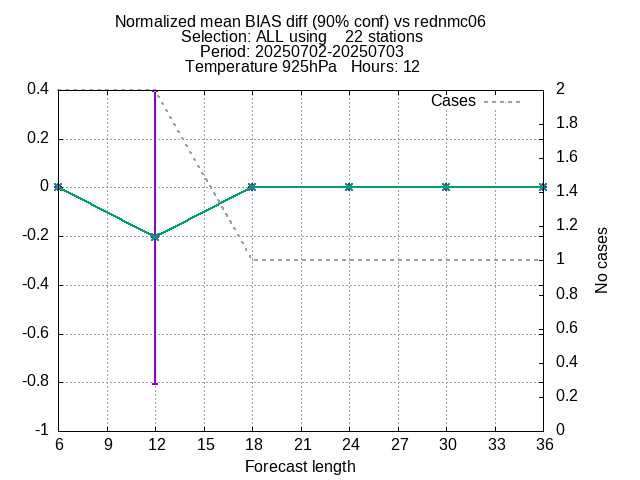 Normalized mean BIAS diff (90% conf) vs rednmc06
Selection: ALL using    22 stations
Period: 20250702-20250703
Temperature 925hPa   Hours: 12
Cases
0.4
0.2
0
-0.2
-0.4
-0.6
-0.8
-1
2
1.8
1.6
1.4
1.2
1
0.8
0.6
0.4
0.2
0
No cases
6 9 12 15 18 21 24 27 30 33 36
Forecast length